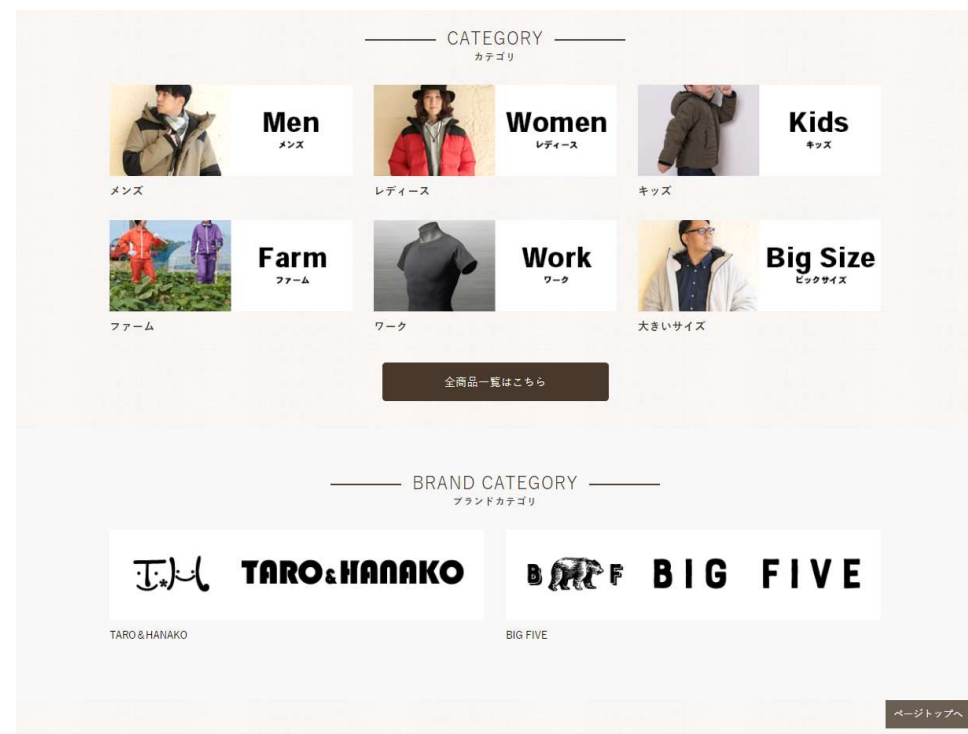 CATEGORY
カテゴリ
Men
メンズ
Women
レディース
Kids
キッズ
メンズ
レディース
キッズ
Farm
ファーム
Work
ワーク
Big Size
ビックサイズ
ファーム
ワーク
大きいサイズ
全商品一覧はこちら
BRAND CATEGORY
ブランドカテゴリ
T.H TARO&HANAKO
B F BIG FIVE
TARO&HANAKO
BIG FIVE
ページトップへ